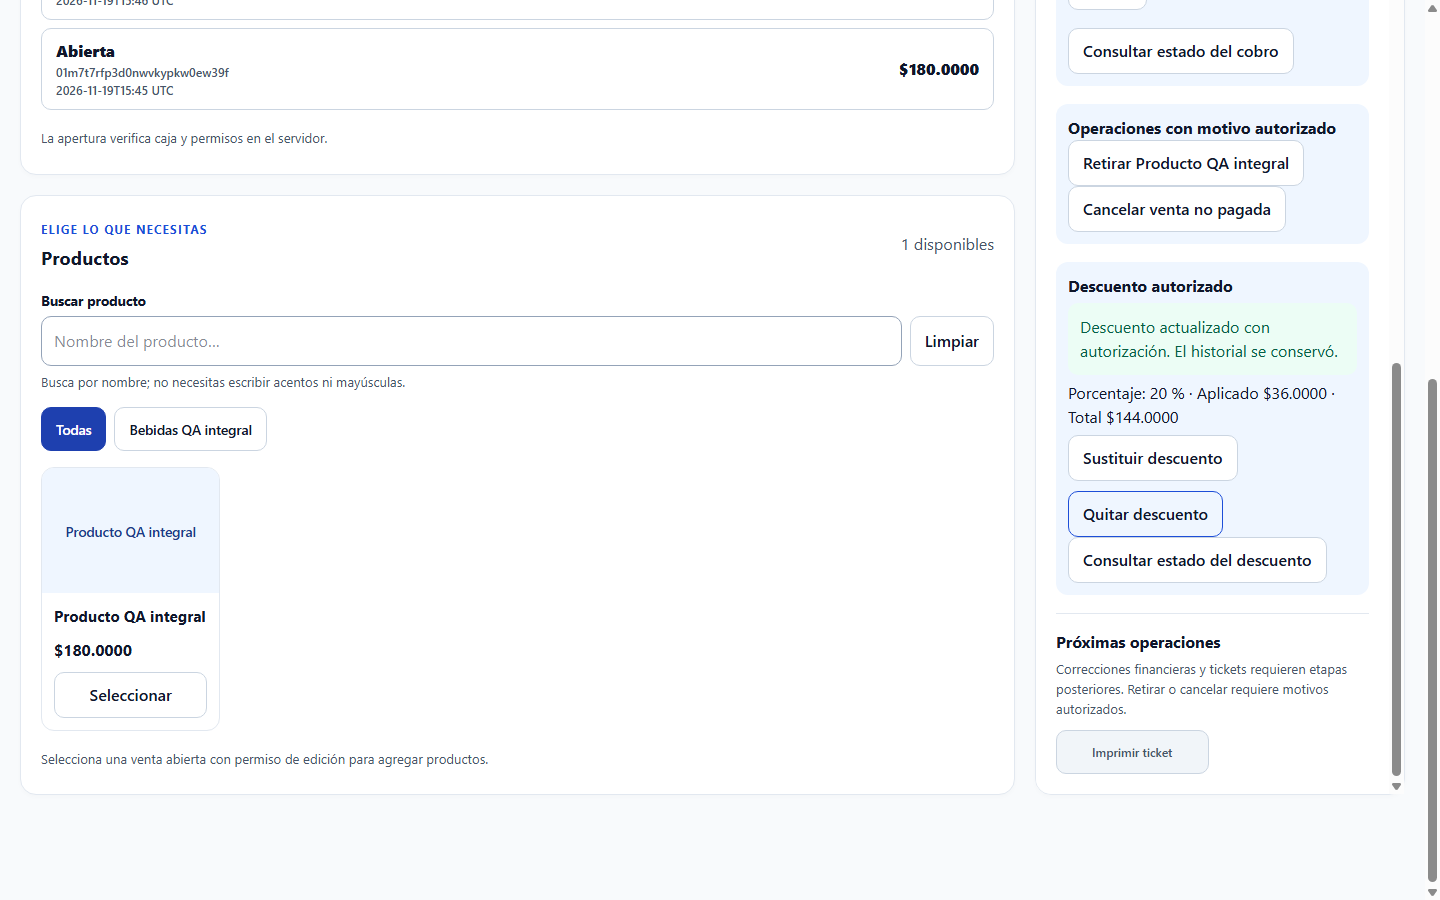 2026-11-19T15:46 UTC
Abierta
01m7t7rfp3d0nwvkypkw0ew39f
2026-11-19T15:45 UTC
$180.0000
La apertura verifica caja y permisos en el servidor.
ELIGE LO QUE NECESITAS
Productos
1 disponibles
Buscar producto
Nombre del producto...
Limpiar
Busca por nombre; no necesitas escribir acentos ni mayúsculas.
Todas
Bebidas QA integral
Producto QA integral
Producto QA integral
$180.0000
Seleccionar
Selecciona una venta abierta con permiso de edición para agregar productos.
Consultar estado del cobro
Operaciones con motivo autorizado
Retirar Producto QA integral
Cancelar venta no pagada
Descuento autorizado
Descuento actualizado con
autorización. El historial se conservó.
Porcentaje: 20 % · Aplicado $36.0000 ·
Total $144.0000
Sustituir descuento
Quitar descuento
Consultar estado del descuento
Próximas operaciones
Correcciones financieras y tickets requieren etapas
posteriores. Retirar o cancelar requiere motivos
autorizados.
Imprimir ticket